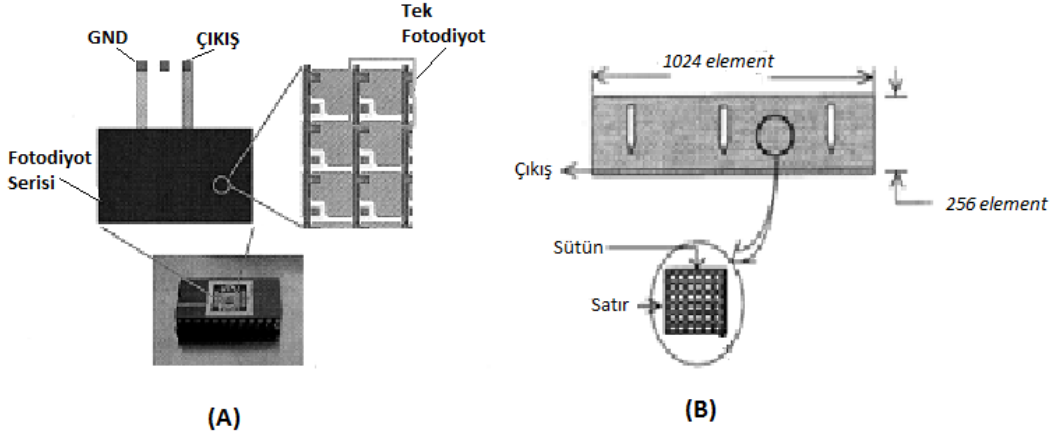 GND
ÇIKIŞ
Tek
Fotodiyot
Fotodiyot
Serisi
(A)
1024 element
Çıkış
256 element
Sütün
Satır
(B)